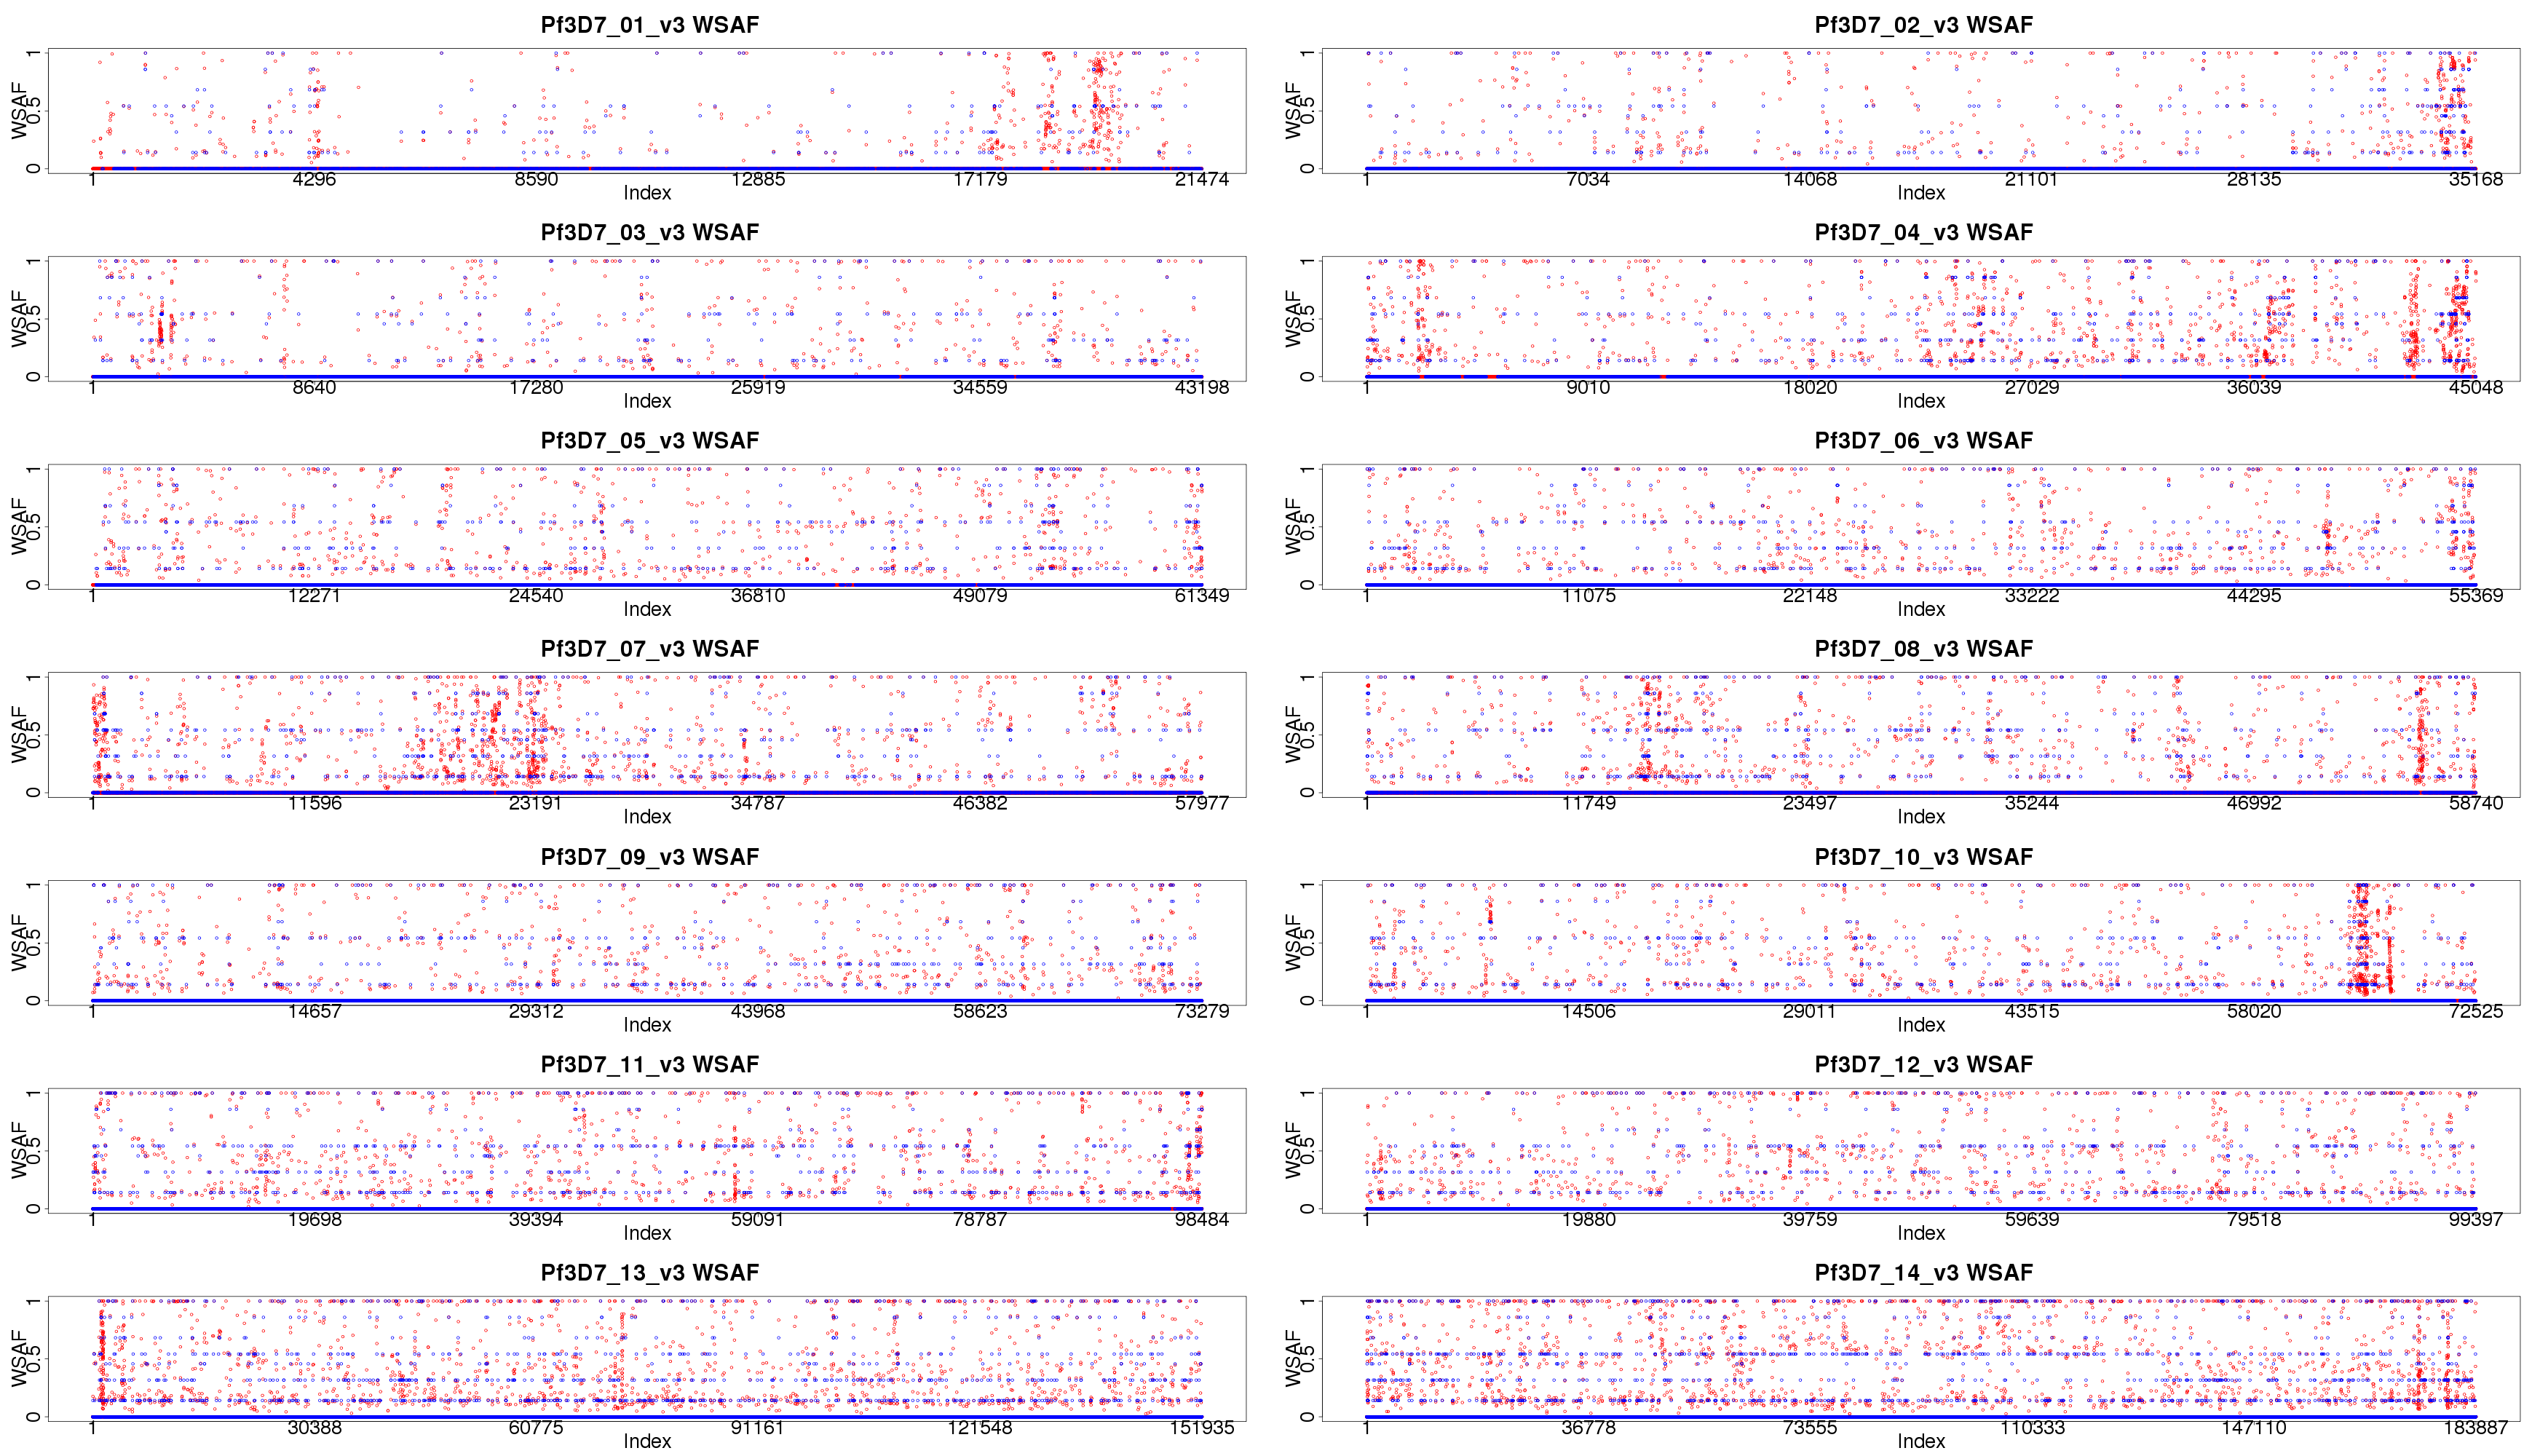 Pf3D7_01_v3 WSAF
WSAF
0 0.5 1
1 4296 8590 12885 17179 21474
Index
Pf3D7_02_v3 WSAF
WSAF
0 0.5 1
1 7034 14068 21101 28135 35168
Index
Pf3D7_03_v3 WSAF
WSAF
0 0.5 1
1 8640 17280 25919 34559 43198
Index
Pf3D7_04_v3 WSAF
WSAF
0 0.5 1
1 9010 18020 27029 36039 45048
Index
Pf3D7_05_v3 WSAF
WSAF
0 0.5 1
1 12271 24540 36810 49079 61349
Index
Pf3D7_06_v3 WSAF
WSAF
0 0.5 1
1 11075 22148 33222 44295 55369
Index
Pf3D7_07_v3 WSAF
WSAF
0 0.5 1
1 11596 23191 34787 46382 57977
Index
Pf3D7_08_v3 WSAF
WSAF
0 0.5 1
1 11749 23497 35244 46992 58740
Index
Pf3D7_09_v3 WSAF
WSAF
0 0.5 1
1 14657 29312 43968 58623 73279
Index
Pf3D7_10_v3 WSAF
WSAF
0 0.5 1
1 14506 29011 43515 58020 72525
Index
Pf3D7_11_v3 WSAF
WSAF
0 0.5 1
1 19698 39394 59091 78787 98484
Index
Pf3D7_12_v3 WSAF
WSAF
0 0.5 1
1 19880 39759 59639 79518 99397
Index
Pf3D7_13_v3 WSAF
WSAF
0 0.5 1
1 30388 60775 91161 121548 151935
Index
Pf3D7_14_v3 WSAF
WSAF
0 0.5 1
1 36778 73555 110333 147110 183887
Index